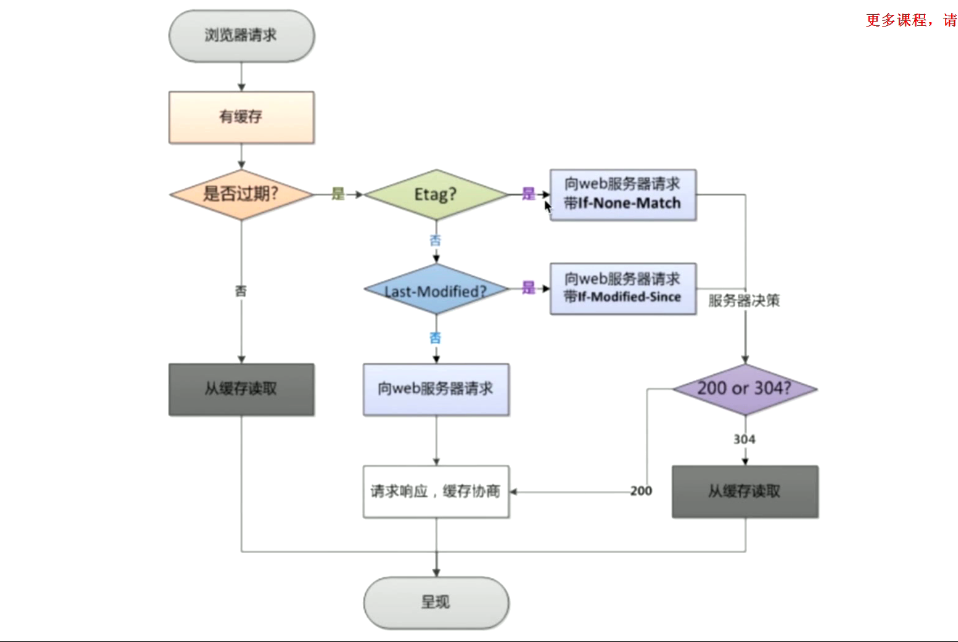 更多课程，请
浏览器请求
有缓存
是否过期?
是
Etag?
是
向web服务器请求
带If-None-Match
否
否
Last-Modified?
是
向web服务器请求
带If-Modified-Since
服务器决策
否
从缓存读取
向web服务器请求
200 or 304?
304
请求响应，缓存协商
200
从缓存读取
呈现